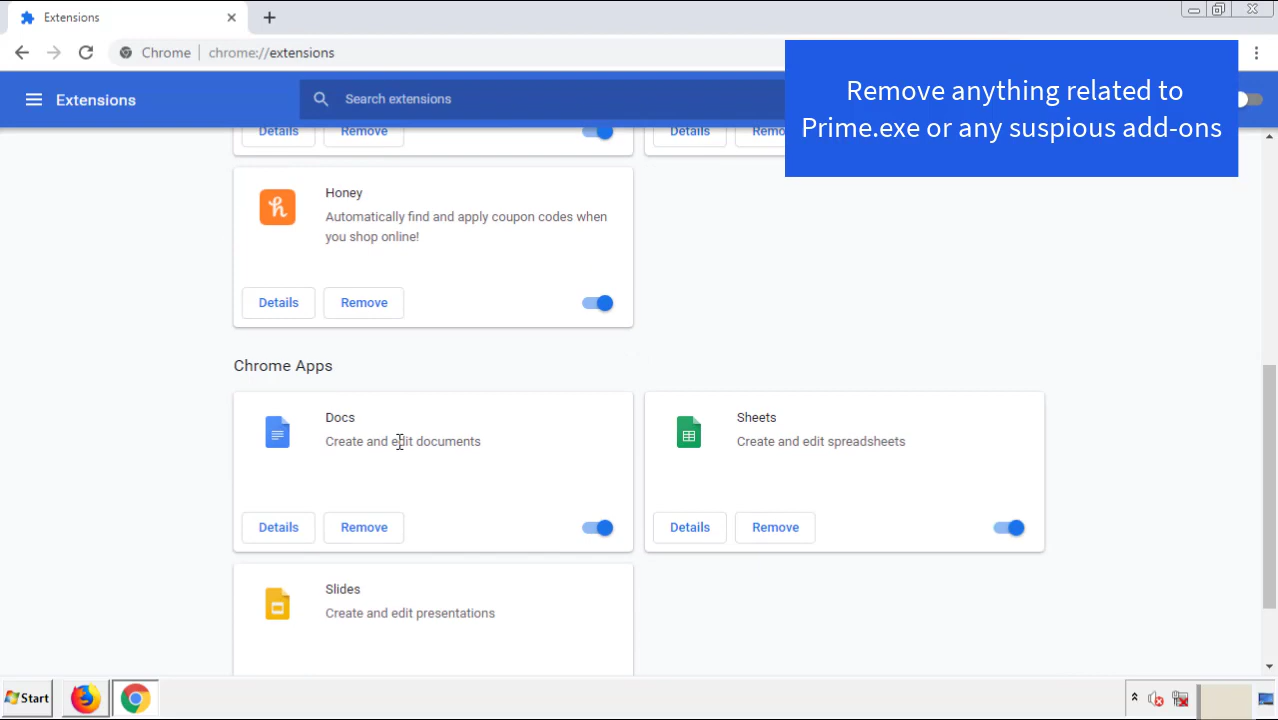 Extensions
Chrome
chrome://extensions
Remove anything related to
Prime.exe or any suspious add-ons
Extensions
Search extensions
Details
Remove
Details
Honey
Automatically find and apply coupon codes when
you shop online!
Details
Remove
Chrome Apps
Docs
Create and edit documents
Details
Remove
Sheets
Create and edit spreadsheets
Details
Remove
Slides
Create and edit presentations
Start